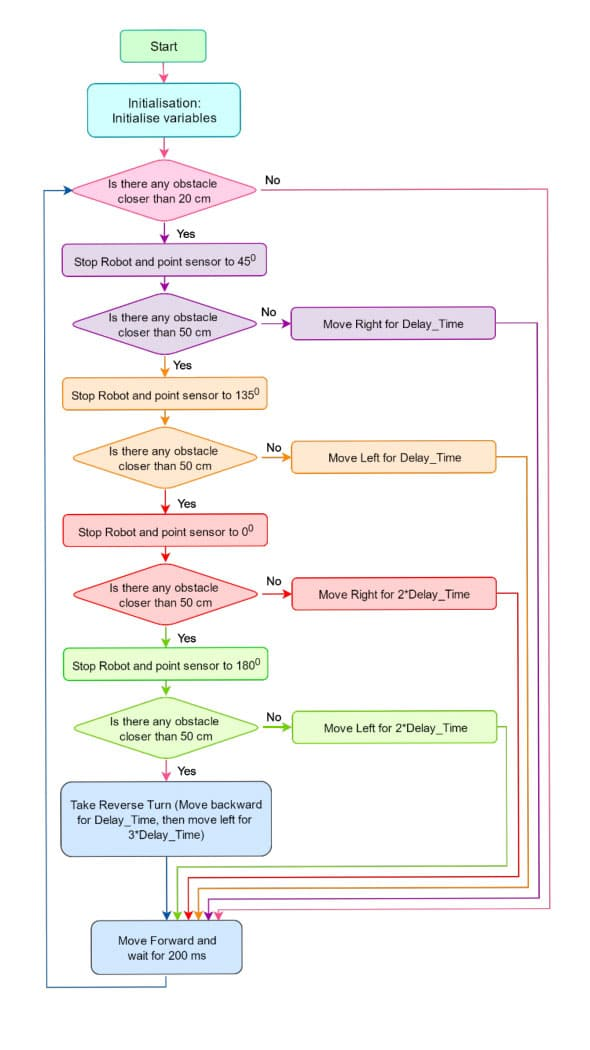 Start
Initialisation:
Initialise variables
Is there any obstacle
closer than 20 cm
No
Yes
Stop Robot and point sensor to 45⁰
Is there any obstacle
closer than 50 cm
No
Move Right for Delay_Time
Yes
Stop Robot and point sensor to 135⁰
Is there any obstacle
closer than 50 cm
No
Move Left for Delay_Time
Yes
Stop Robot and point sensor to 0⁰
Is there any obstacle
closer than 50 cm
No
Move Right for 2*Delay_Time
Yes
Stop Robot and point sensor to 180⁰
Is there any obstacle
closer than 50 cm
No
Move Left for 2*Delay_Time
Yes
Take Reverse Turn (Move backward
for Delay_Time, then move left for
3*Delay_Time)
Move Forward and
wait for 200 ms